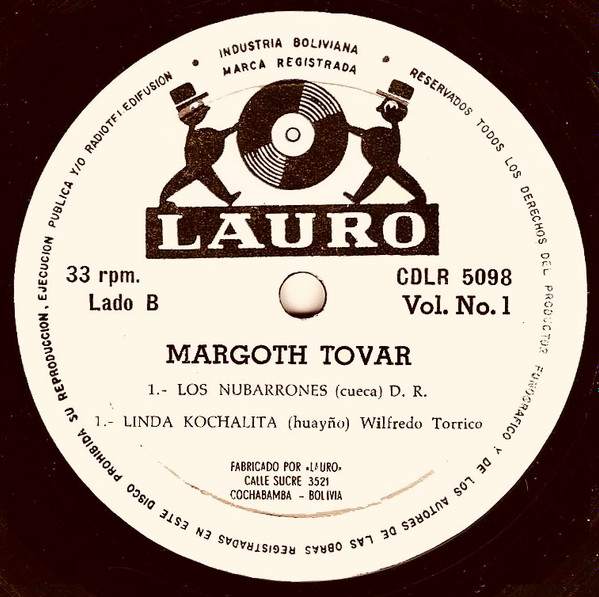 INDUSTRIA BOLIVIANA
MARCA REGISTRADA
RESERVADOS TODOS LOS DERECHOS DEL PRODUCTOR FONOGRAFICO Y DE LOS AUTORES DE LAS OBRAS REGISTRADAS EN ESTE DISCO PROHIBIDA SU REPRODUCCION, EJECUCION PUBLICA Y/O RADIOTELEDIFUSION
LAURO
33 rpm.
Lado B
CDLR 5098
Vol. No. 1
MARGOTH TOVAR
1.- LOS NUBARRONES (cueca) D. R.
1.- LINDA KOCHALITA (huayño) Wilfredo Torrico
FABRICADO POR «LAURO»
CALLE SUCRE 3521
COCHABAMBA - BOLIVIA